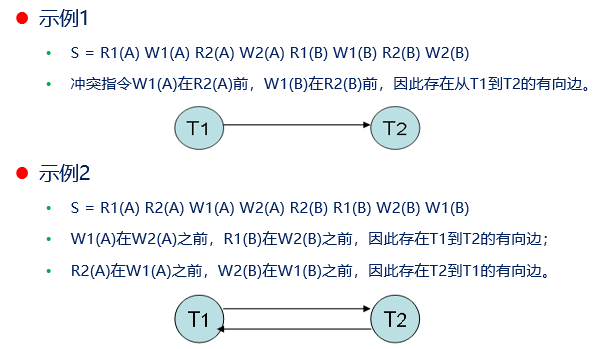 示例1
S = R1(A) W1(A) R2(A) W2(A) R1(B) W1(B) R2(B) W2(B)
冲突指令W1(A)在R2(A)前，W1(B)在R2(B)前，因此存在从T1到T2的有向边。
T1 T2
示例2
S = R1(A) R2(A) W1(A) W2(A) R2(B) R1(B) W2(B) W1(B)
W1(A)在W2(A)之前，R1(B)在W2(B)之前，因此存在T1到T2的有向边；
R2(A)在W1(A)之前，W2(B)在W1(B)之前，因此存在T2到T1的有向边。
T1 T2